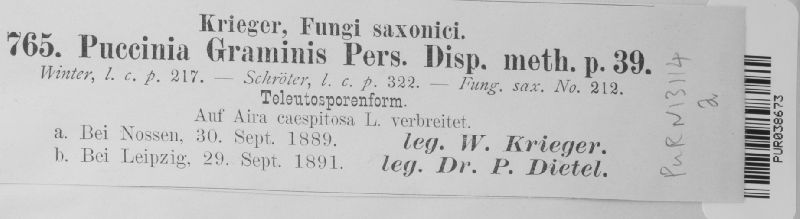 Krieger, Fungi saxonici.
765. Puccinia Graminis Pers. Disp. meth. p. 39.
Winter, l. c. p. 217. — Schröter, l. c. p. 322. — Fung. sax. No. 212.
Teleutosporenform.
Auf Aira caespitosa L. verbreitet.
a. Bei Nossen, 30. Sept. 1889. leg. W. Krieger.
b. Bei Leipzig, 29. Sept. 1891. leg. Dr. P. Dietel.
PUR N13114
a
PUR038673